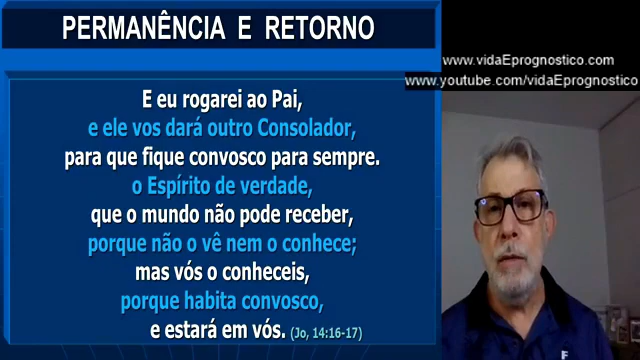 PERMANÊNCIA E RETORNO
www.vidaEprognostico.com
www.youtube.com/vidaEprognostico
E eu rogarei ao Pai,
e ele vos dará outro Consolador,
para que fique convosco para sempre.
o Espírito de verdade,
que o mundo não pode receber,
porque não o vê nem o conhece;
mas vós o conheceis,
porque habita convosco,
e estará em vós. (Jo, 14:16-17)
F